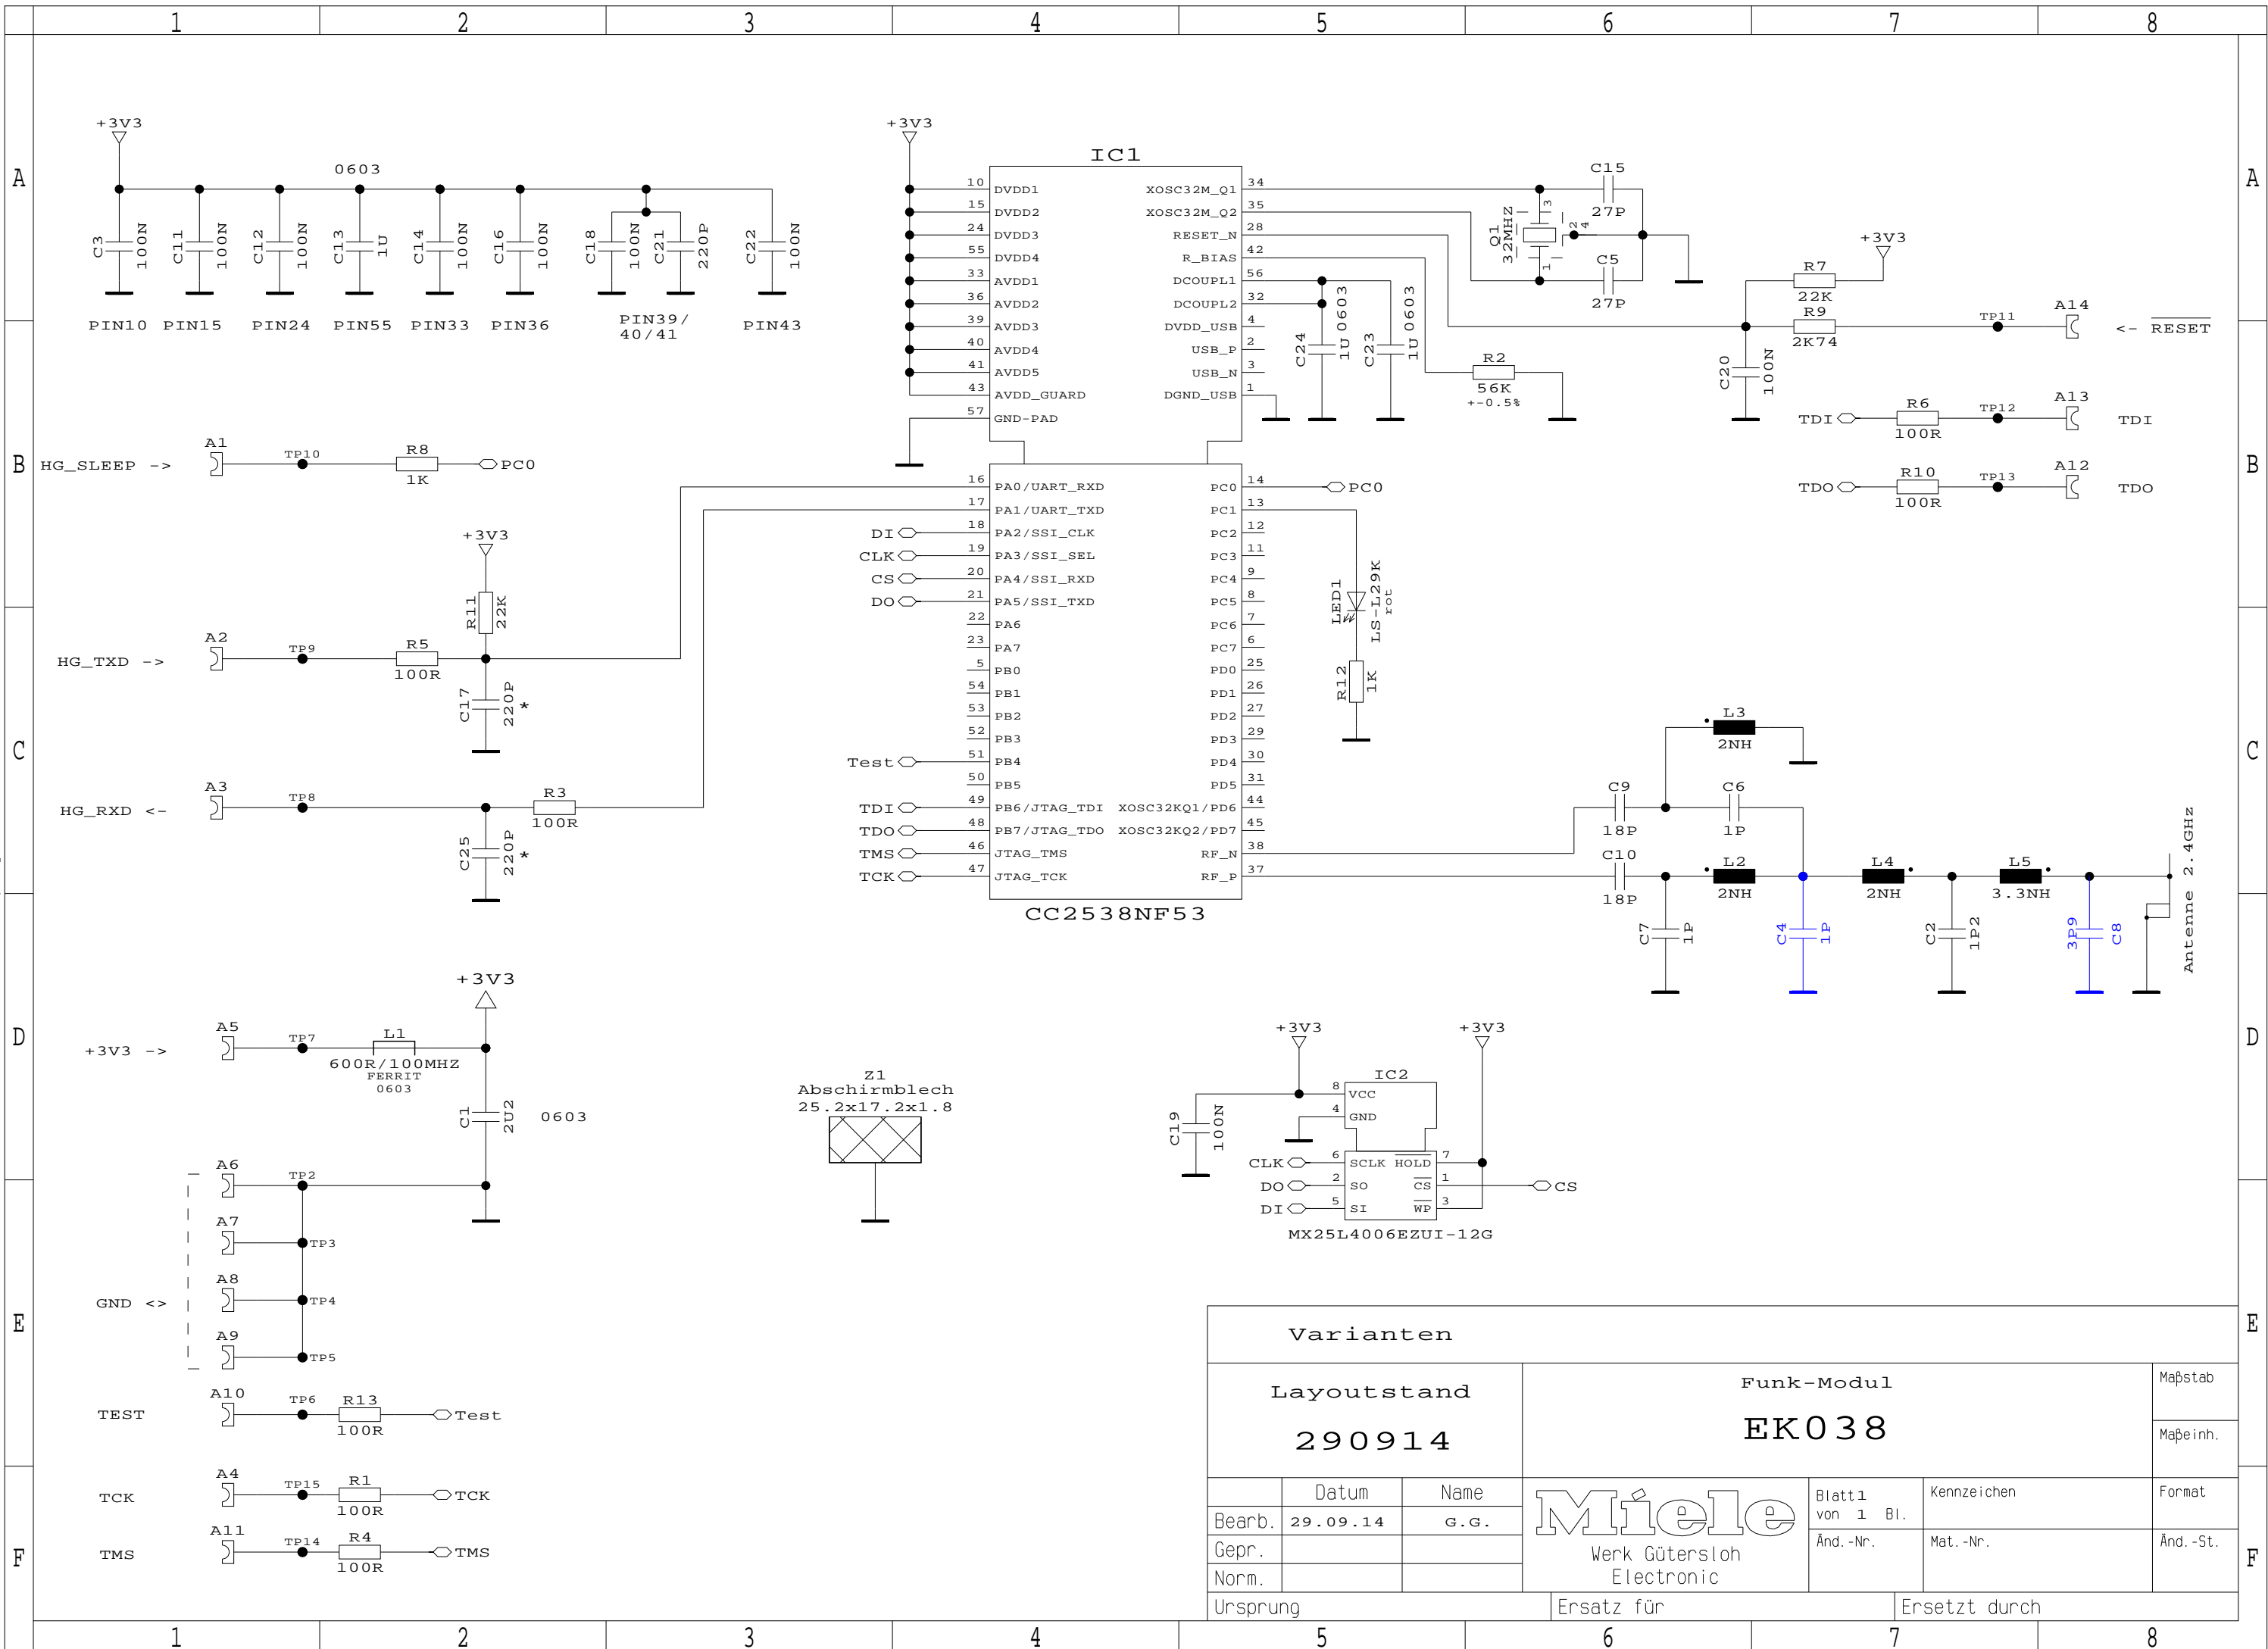 1 2 3 4 5 6 7 8
A A
B B
C C
D D
E E
F F
+3V3
0603
C3 100N
C11 100N
C12 100N
C13 1U
C14 100N
C16 100N
C18 100N
C21 220P
C22 100N
PIN10 PIN15 PIN24 PIN55 PIN33 PIN36 PIN39/ PIN43
40/41
HG_SLEEP -> A1 TP10 R8 PC0
1K
+3V3
R11 22K
HG_TXD -> A2 TP9 R5
100R
C17 220P *
HG_RXD <- A3 TP8 R3
100R
C25 220P *
+3V3
+3V3 -> A5 TP7 L1
600R/100MHZ
FERRIT
0603
C1 2U2 0603
A6 TP2
A7 TP3
GND <> A8 TP4
A9 TP5
TEST A10 TP6 R13 Test
100R
TCK A4 TP15 R1 TCK
100R
TMS A11 TP14 R4 TMS
100R
+3V3
IC1
10 DVDD1 XOSC32M_Q1 34
15 DVDD2 XOSC32M_Q2 35
24 DVDD3 RESET_N 28
55 DVDD4 R_BIAS 42
33 AVDD1 DCOUPL1 56
36 AVDD2 DCOUPL2 32
39 AVDD3 DVDD_USB 4
40 AVDD4 USB_P 2
41 AVDD5 USB_N 3
43 AVDD_GUARD DGND_USB 1
57 GND-PAD
16 PA0/UART_RXD PC0 14 PC0
17 PA1/UART_TXD PC1 13
DI 18 PA2/SSI_CLK PC2 12
CLK 19 PA3/SSI_SEL PC3 11
CS 20 PA4/SSI_RXD PC4 9
DO 21 PA5/SSI_TXD PC5 8
22 PA6 PC6 7
23 PA7 PC7 6
5 PB0 PD0 25
54 PB1 PD1 26
53 PB2 PD2 27
52 PB3 PD3 29
Test 51 PB4 PD4 30
50 PB5 PD5 31
TDI 49 PB6/JTAG_TDI XOSC32KQ1/PD6 44
TDO 48 PB7/JTAG_TDO XOSC32KQ2/PD7 45
TMS 46 JTAG_TMS RF_N 38
TCK 47 JTAG_TCK RF_P 37
CC2538NF53
C24 1U 0603
C23 1U 0603
R2
56K
+-0.5%
LED1 LS-L29K
rot
R12 1K
C15
27P
Q1 32MHZ
3 2 4 1
C5
27P
+3V3
R7
22K
R9 TP11 A14 <- RESET
2K74
C20 100N
TDI R6 TP12 A13 TDI
100R
TDO R10 TP13 A12 TDO
100R
L3
2NH
C9 C6
18P 1P
C10 L2 L4 L5
18P 2NH 2NH 3.3NH
C7 1P
C4 1P
C2 1P2
3P9 C8
Antenne 2.4GHz
Z1
Abschirmblech
25.2x17.2x1.8
+3V3 +3V3
IC2
8 VCC
4 GND
C19 100N
CLK 6 SCLK HOLD 7
DO 2 SO CS 1 CS
DI 5 SI WP 3
MX25L4006EZUI-12G
Varianten
Layoutstand
290914
Funk-Modul
EK038
Maßstab
Maßeinh.
Datum Name
Bearb. 29.09.14 G.G.
Gepr.
Norm.
Miele
Werk Gütersloh
Electronic
Blatt 1
von 1 Bl.
Kennzeichen
Format
Änd.-Nr.
Mat.-Nr.
Änd.-St.
Ursprung
Ersatz für
Ersetzt durch
1 2 3 4 5 6 7 8